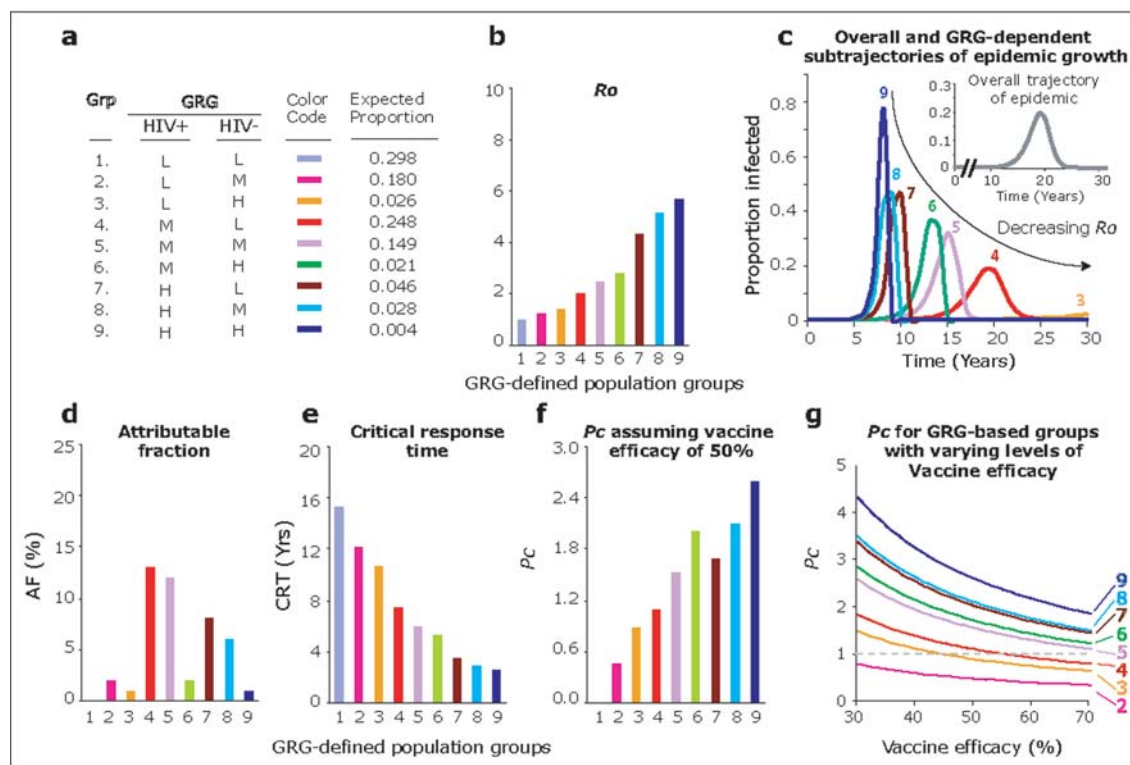 a
Grp GRG Color Code Expected Proportion
HIV+ HIV-
1. L L 0.298
2. L M 0.180
3. L H 0.026
4. M L 0.248
5. M M 0.149
6. M H 0.021
7. H L 0.046
8. H M 0.028
9. H H 0.004
b
Ro
10
8
6
4
2
0
1 2 3 4 5 6 7 8 9
GRG-defined population groups
c
Overall and GRG-dependent
subtrajectories of epidemic growth
Proportion infected
0.8
0.6
0.4
0.2
0
0 5 10 15 20 25 30
Time (Years)
9
8
7
6
5
4
3
Decreasing Ro
Overall trajectory
of epidemic
0.3
0.2
0.1
0.0
0 10 20 30
Time (Years)
d
Attributable
fraction
AF (%)
25
20
15
10
5
0
1 2 3 4 5 6 7 8 9
e
Critical response
time
CRT (Yrs)
20
16
12
8
4
0
1 2 3 4 5 6 7 8 9
GRG-defined population groups
f
Pc assuming vaccine
efficacy of 50%
Pc
3.0
2.4
1.8
1.2
0.6
0.0
1 2 3 4 5 6 7 8 9
g
Pc for GRG-based groups
with varying levels of
Vaccine efficacy
Pc
5
4
3
2
1
0
30 40 50 60 70
Vaccine efficacy (%)
9
8
7
6
5
4
3
2